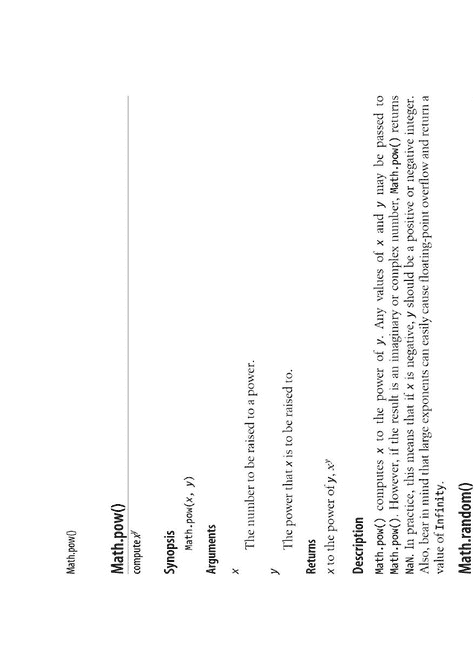 Math.pow()
Math.pow()
compute xʸ
Synopsis
Math.pow(x, y)
Arguments
x
The number to be raised to a power.
y
The power that x is to be raised to.
Returns
x to the power of y, xʸ
Description
Math.pow() computes x to the power of y. Any values of x and y may be passed to
Math.pow(). However, if the result is an imaginary or complex number, Math.pow() returns
NaN. In practice, this means that if x is negative, y should be a positive or negative integer.
Also, bear in mind that large exponents can easily cause floating-point overflow and return a
value of Infinity.
Math.random()